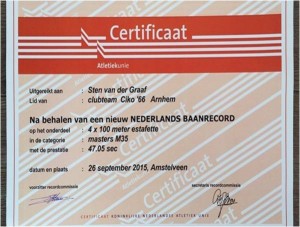 Certificaat
Atletiekunie
Uitgereikt aan : Sten van der Graaf
Lid van : clubteam Ciko '66 Arnhem
Na behalen van een nieuw NEDERLANDS BAANRECORD
op het onderdeel : 4 x 100 meter estafette
in de categorie : masters M35
met de prestatie : 47.05 sec
datum en plaats : 26 september 2015, Amstelveen
voorzitter recordcommissie
secretaris recordcommissie
CERTIFICAAT KONINKLIJKE NEDERLANDSE ATLETIEK UNIE